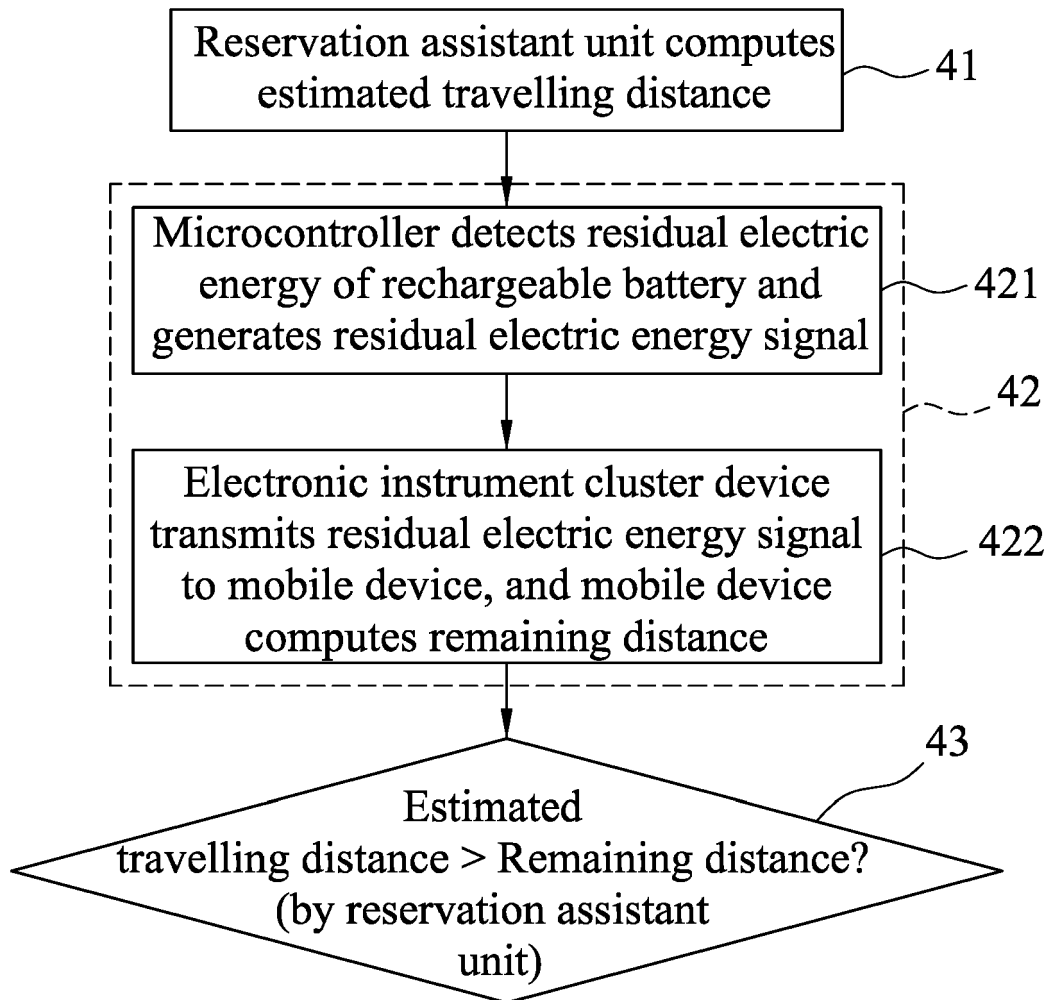 Reservation assistant unit computes
estimated travelling distance
41
Microcontroller detects residual electric
energy of rechargeable battery and
generates residual electric energy signal
421
42
Electronic instrument cluster device
transmits residual electric energy signal
to mobile device, and mobile device
computes remaining distance
422
43
Estimated
travelling distance > Remaining distance?
(by reservation assistant
unit)